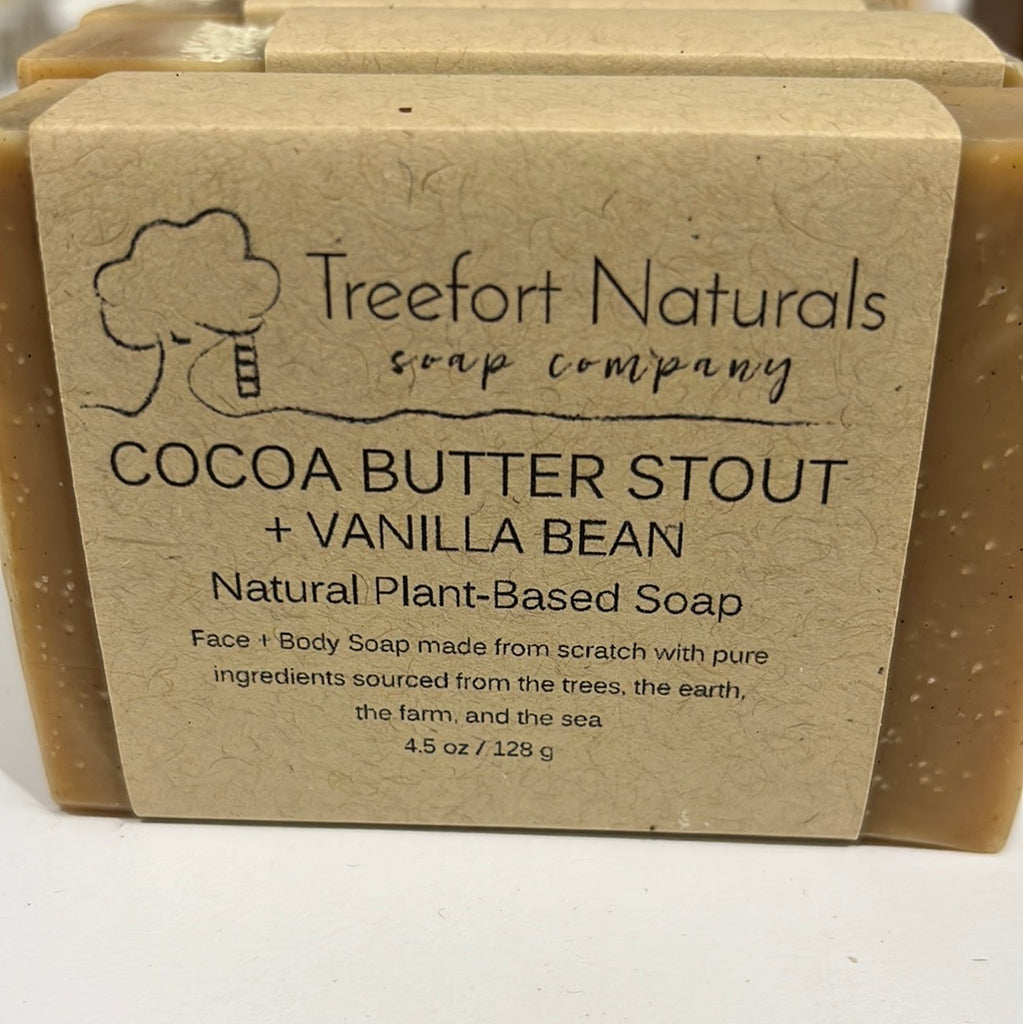 Treefort Naturals
soap company
COCOA BUTTER STOUT
+ VANILLA BEAN
Natural Plant-Based Soap
Face + Body Soap made from scratch with pure
ingredients sourced from the trees, the earth,
the farm, and the sea
4.5 oz / 128 g